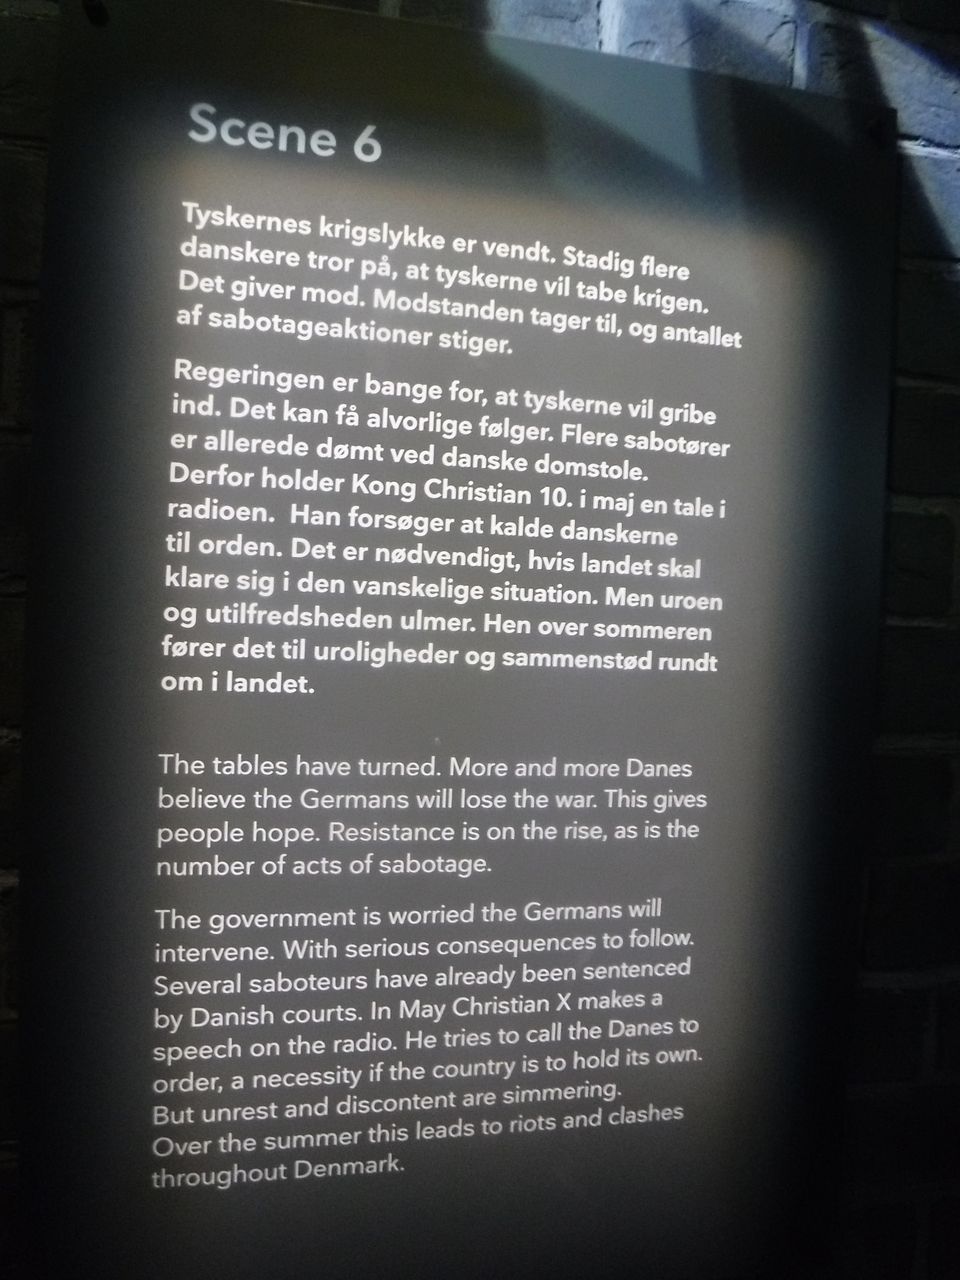 Scene 6
Tyskernes krigslykke er vendt. Stadig flere
danskere tror på, at tyskerne vil tabe krigen.
Det giver mod. Modstanden tager til, og antallet
af sabotageaktioner stiger.
Regeringen er bange for, at tyskerne vil gribe
ind. Det kan få alvorlige følger. Flere sabotører
er allerede dømt ved danske domstole.
Derfor holder Kong Christian 10. i maj en tale i
radioen. Han forsøger at kalde danskerne
til orden. Det er nødvendigt, hvis landet skal
klare sig i den vanskelige situation. Men uroen
og utilfredsheden ulmer. Hen over sommeren
fører det til uroligheder og sammenstød rundt
om i landet.
The tables have turned. More and more Danes
believe the Germans will lose the war. This gives
people hope. Resistance is on the rise, as is the
number of acts of sabotage.
The government is worried the Germans will
intervene. With serious consequences to follow.
Several saboteurs have already been sentenced
by Danish courts. In May Christian X makes a
speech on the radio. He tries to call the Danes to
order, a necessity if the country is to hold its own.
But unrest and discontent are simmering.
Over the summer this leads to riots and clashes
throughout Denmark.